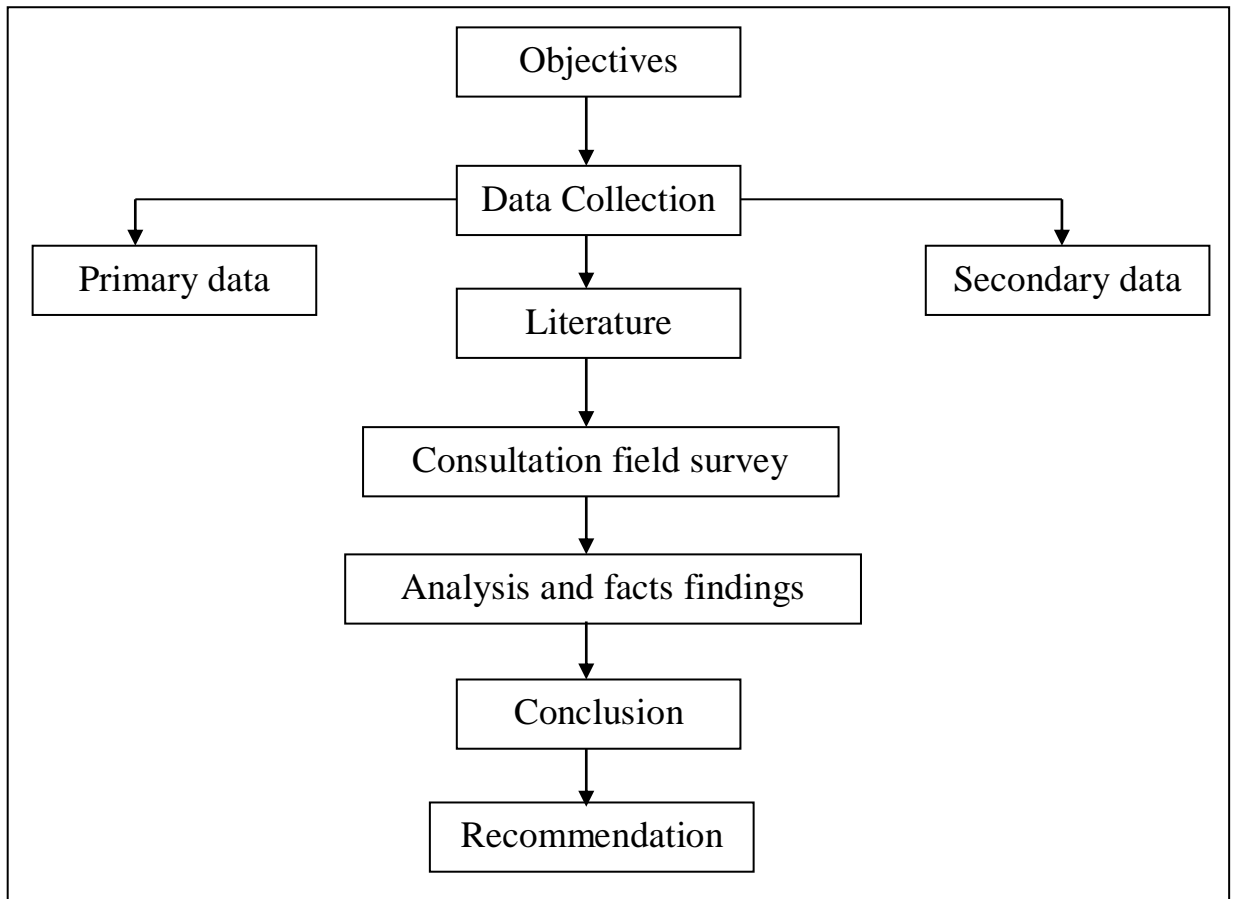 Objectives
Data Collection
Primary data
Secondary data
Literature
Consultation field survey
Analysis and facts findings
Conclusion
Recommendation